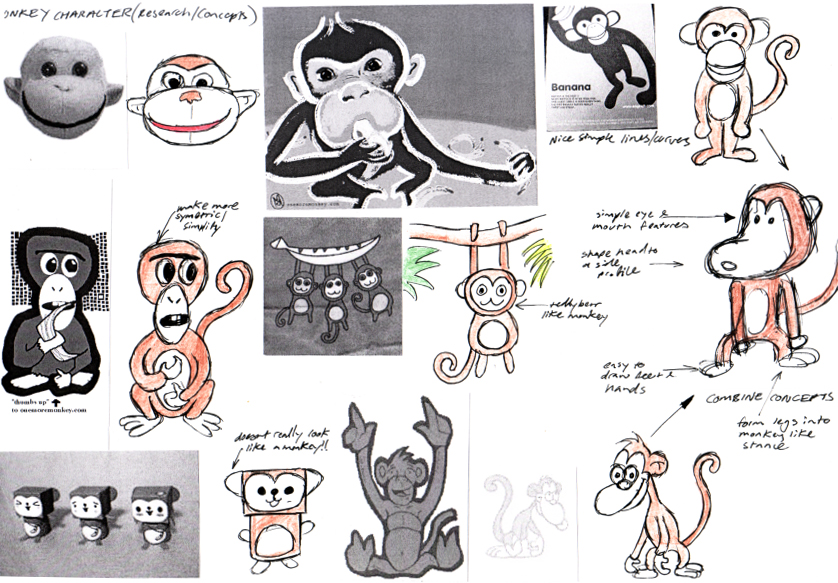 ONKEY CHARACTER (Research/Concepts)
Banana
Nice Simple lines/curves
make more
symetric/
simplify
simple eye &
mouth features
shape head to
a side
profile
teddybear
like monkey
easy to
draw feet &
hands
COMBINE CONCEPTS
form legs into
monkey like
stance
"thumbs up"
to onemoremonkey.com
doesnt really look
like a monkey!!